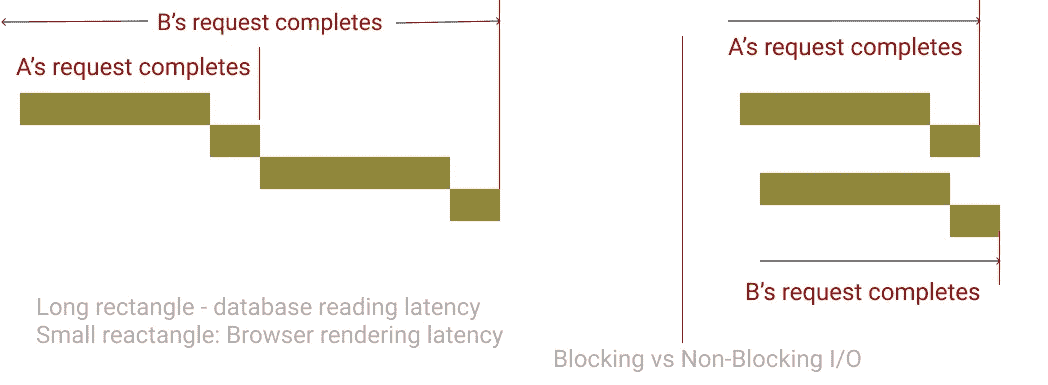 B's request completes
A's request completes
A's request completes
B's request completes
Long rectangle - database reading latency
Small reactangle: Browser rendering latency
Blocking vs Non-Blocking I/O